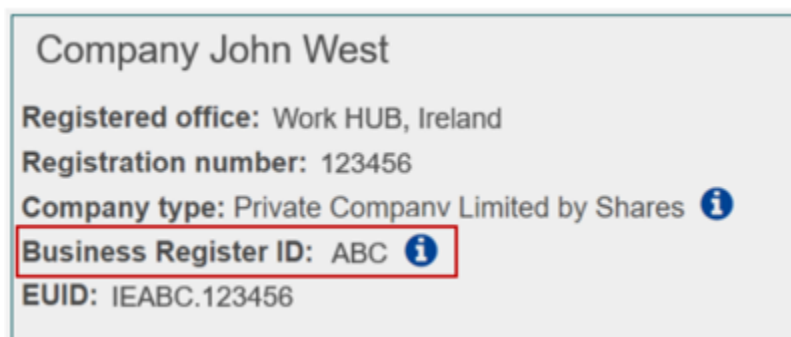 Company John West
Registered office: Work HUB, Ireland
Registration number: 123456
Company type: Private Company Limited by Shares
Business Register ID: ABC
EUID: IEABC.123456